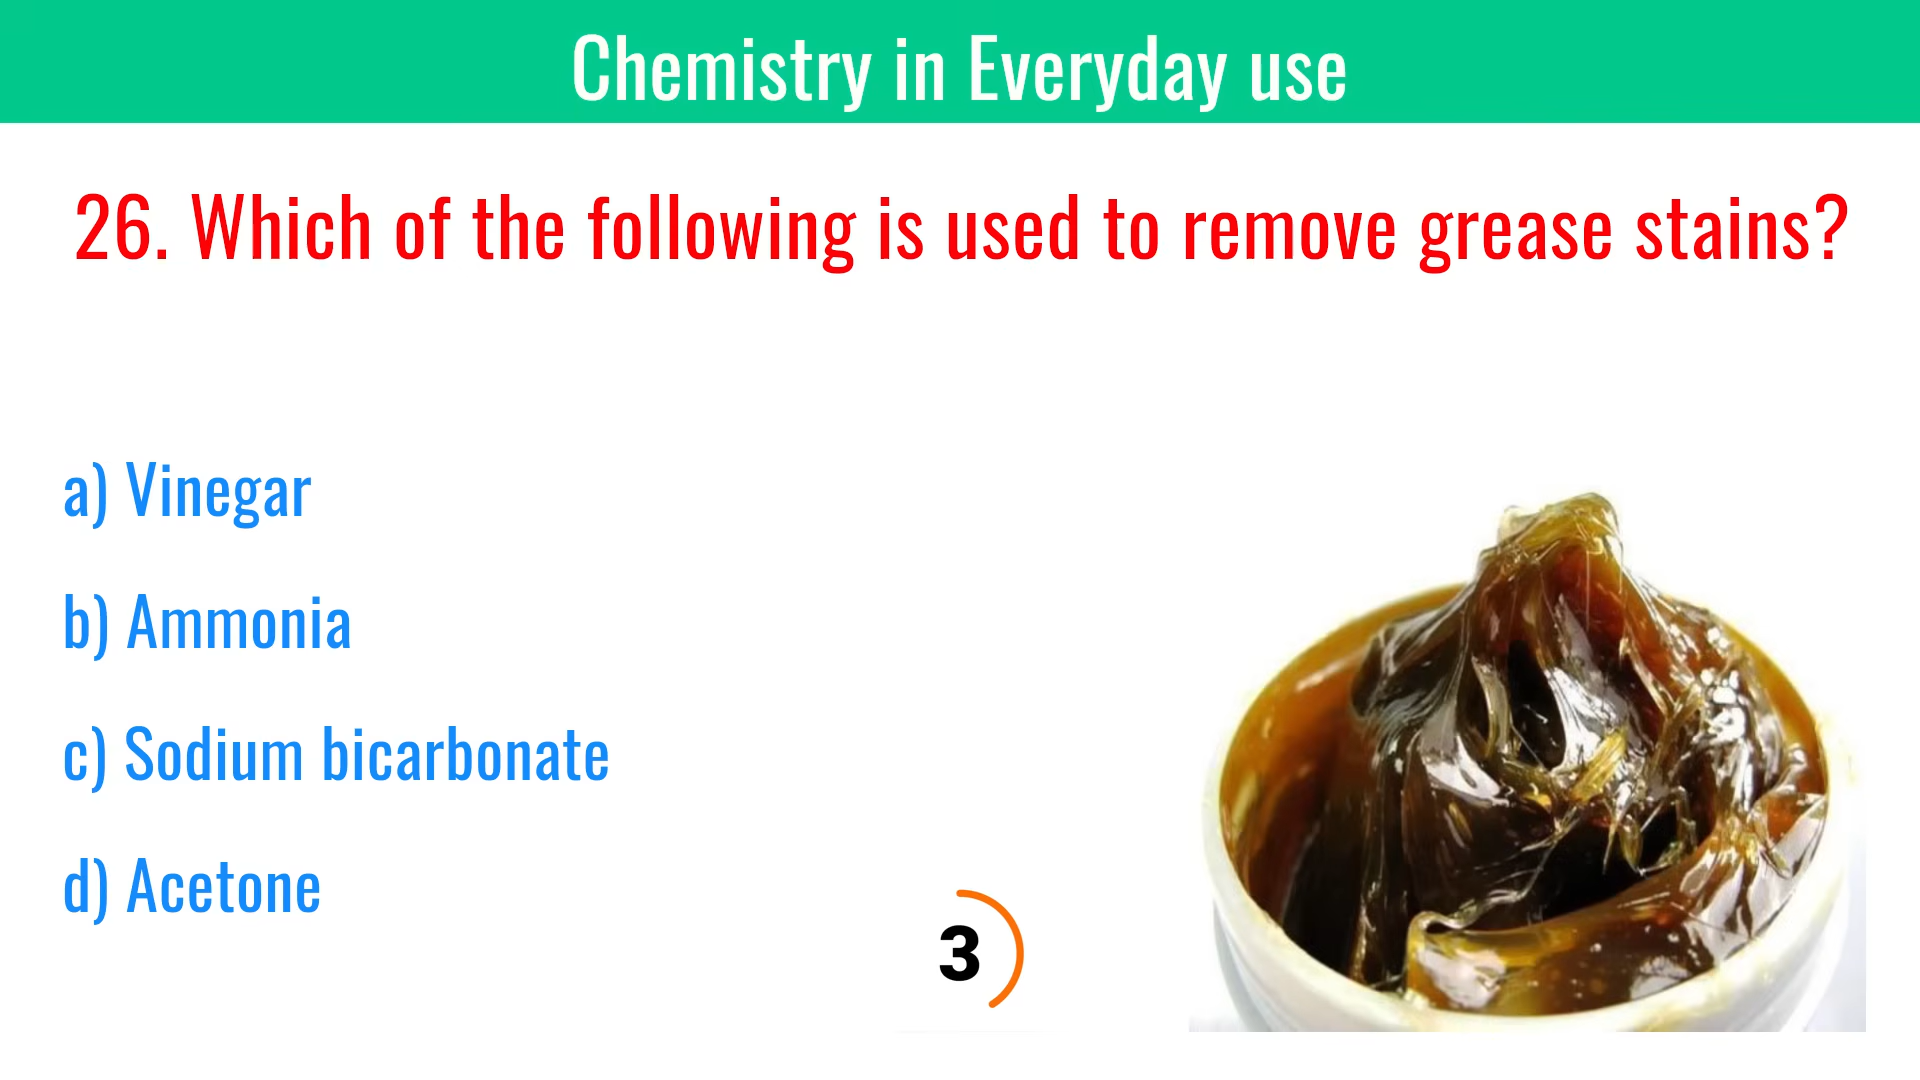 Chemistry in Everyday use
26. Which of the following is used to remove grease stains?
a) Vinegar
b) Ammonia
c) Sodium bicarbonate
d) Acetone
3